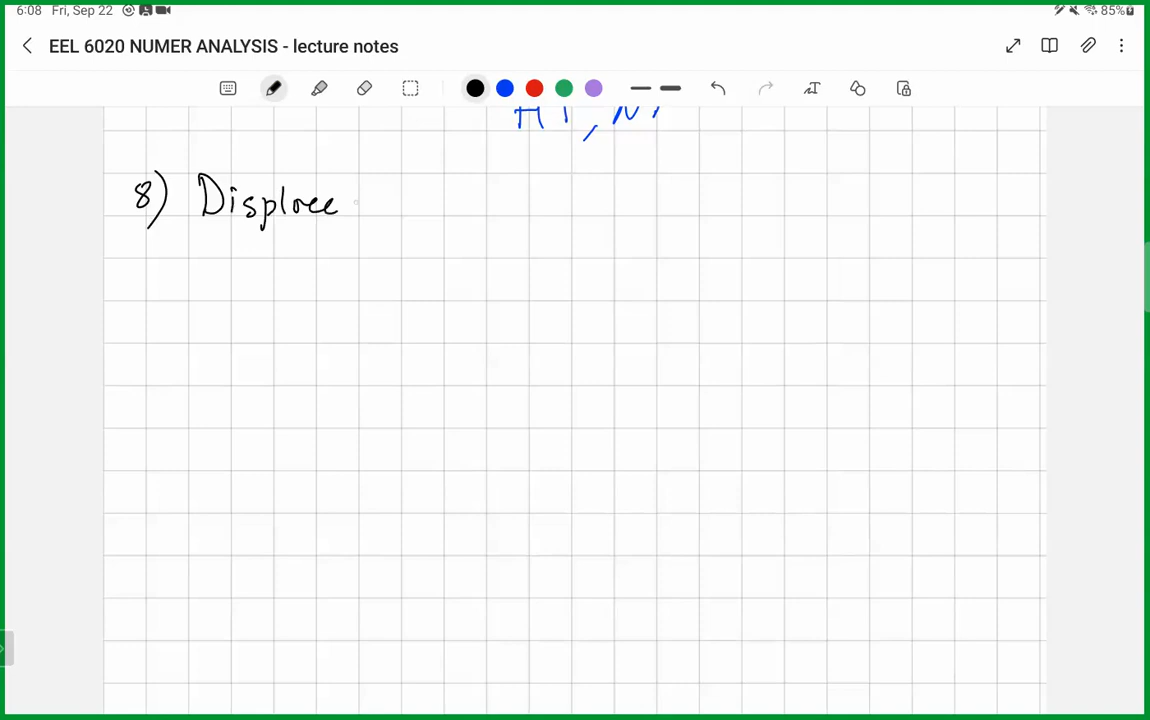 6:08 Fri, Sep 22
85%
EEL 6020 NUMER ANALYSIS - lecture notes
8) Displace